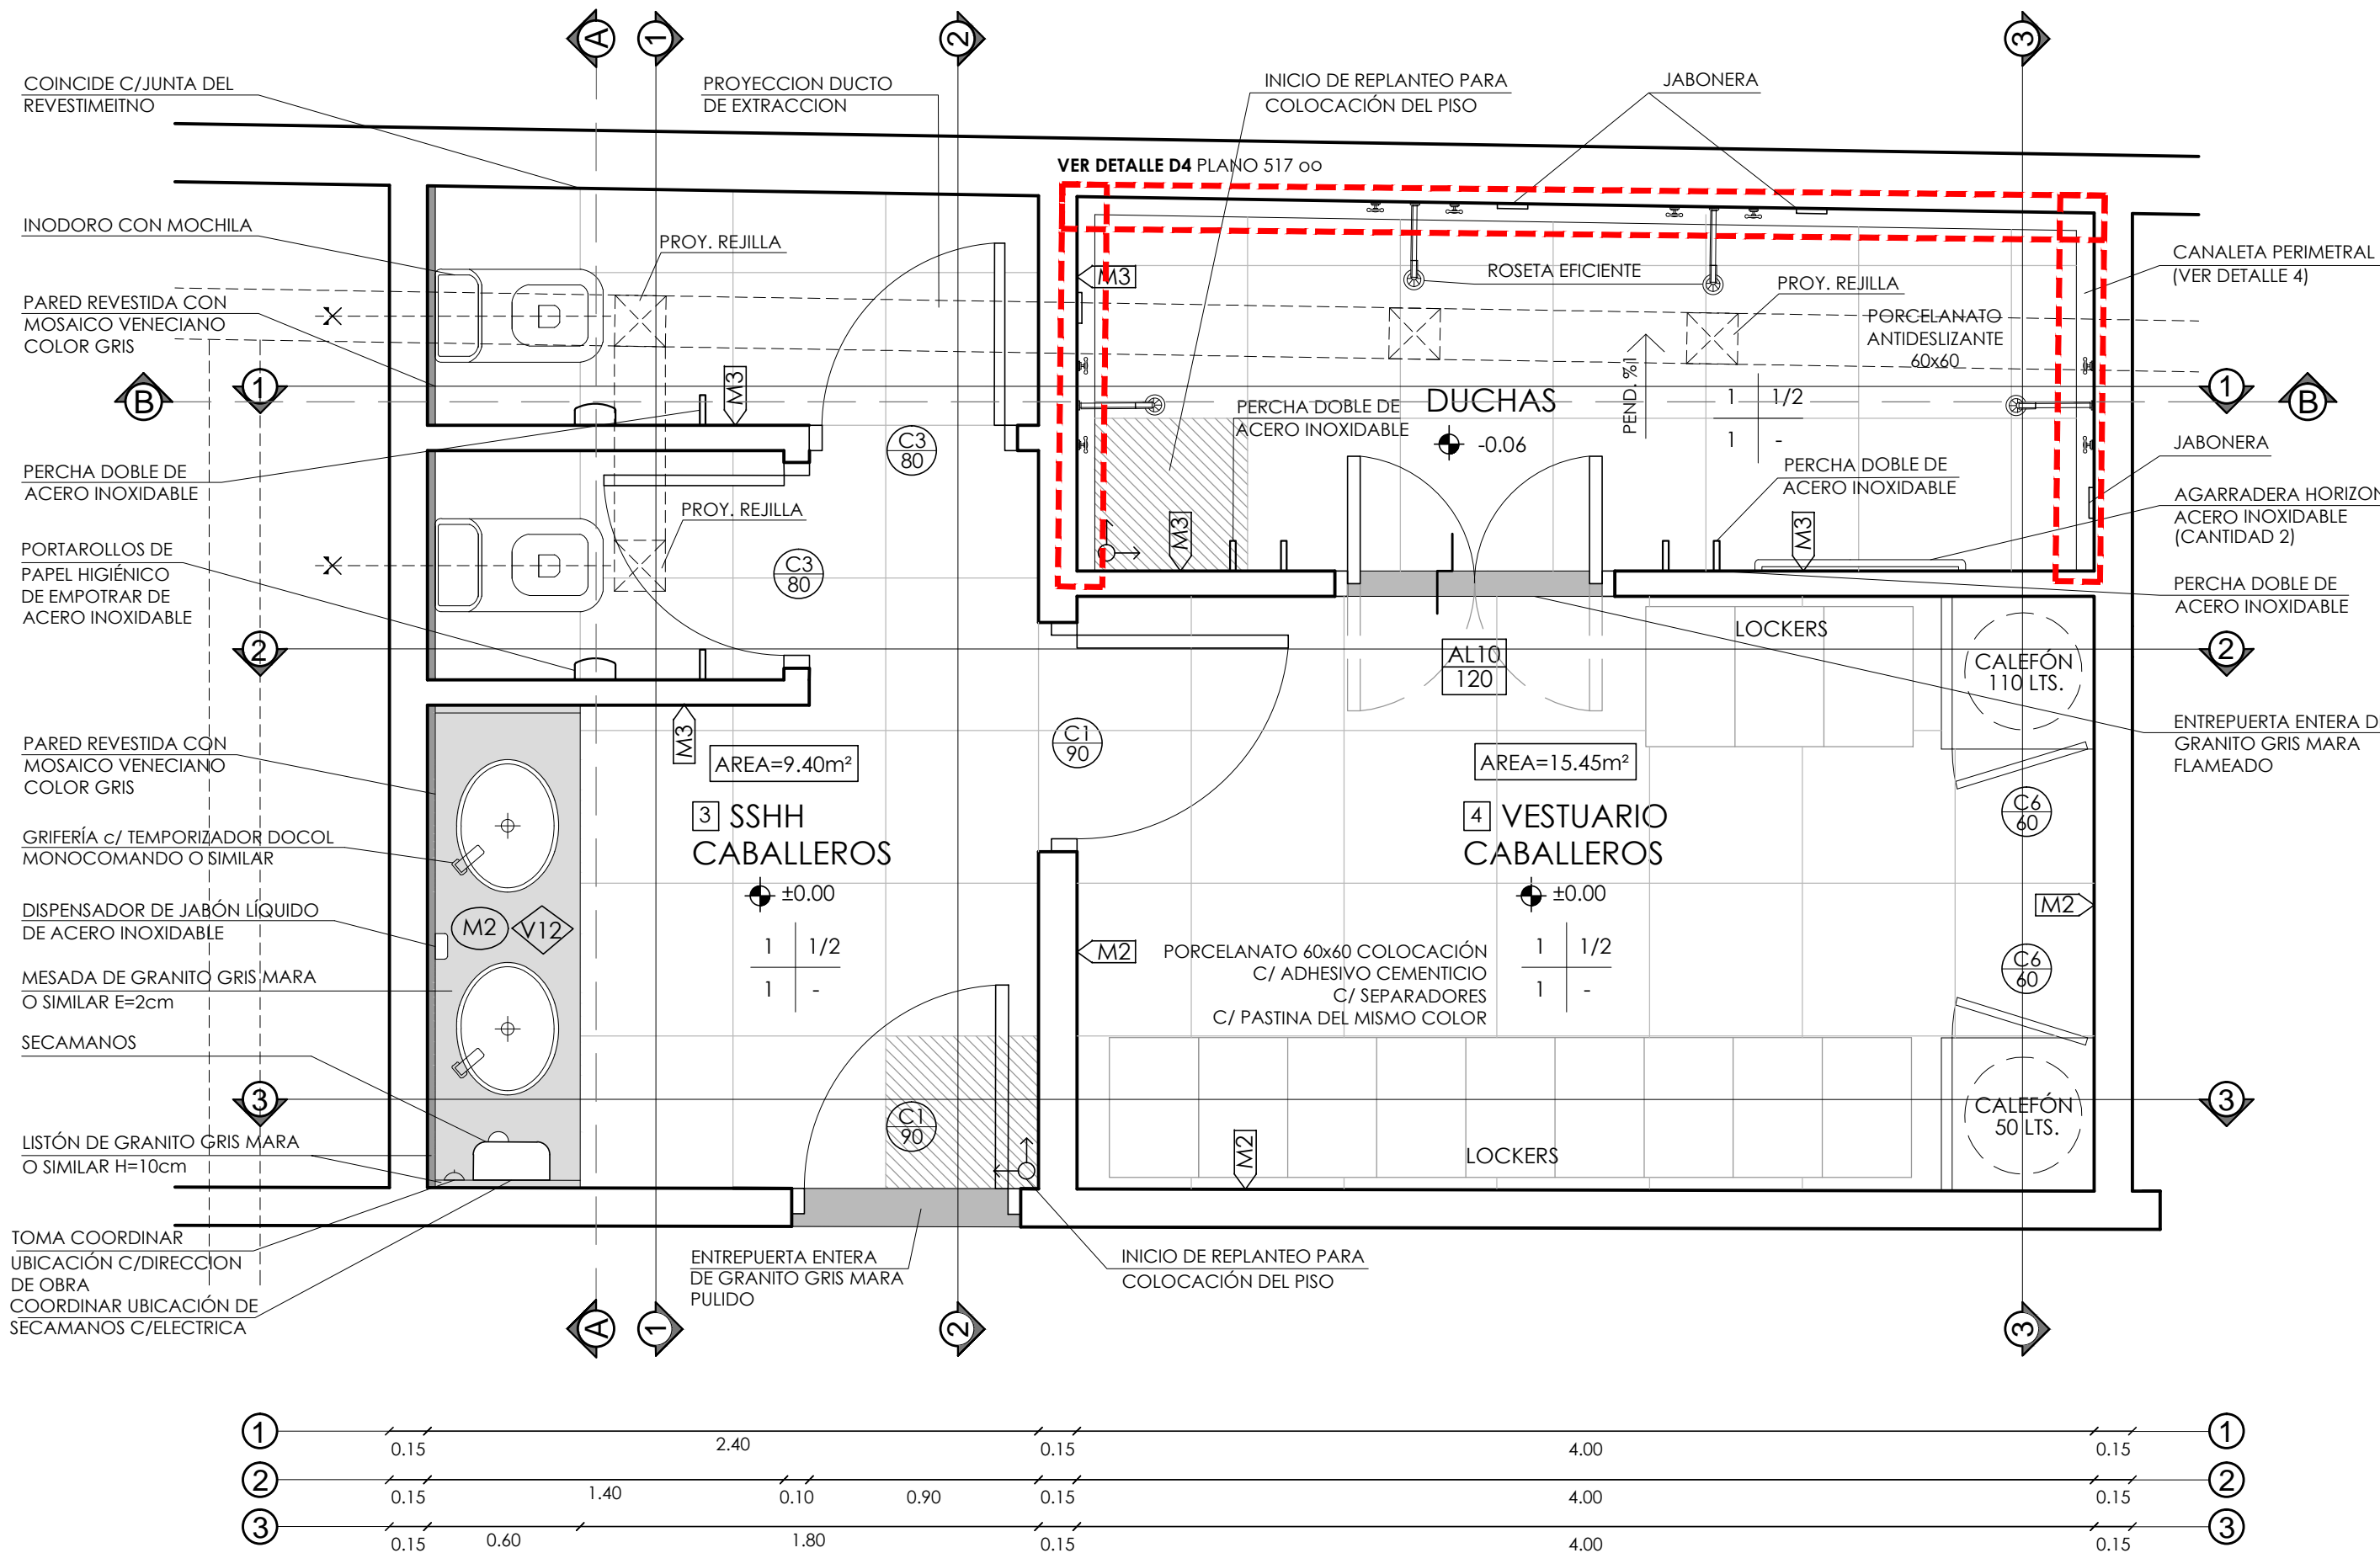 A
1
2
3
COINCIDE C/JUNTA DEL
REVESTIMEITNO
PROYECCION DUCTO
DE EXTRACCION
INICIO DE REPLANTEO PARA
COLOCACIÓN DEL PISO
JABONERA
VER DETALLE D4 PLANO 517 oo
INODORO CON MOCHILA
PROY. REJILLA
M3
ROSETA EFICIENTE
PROY. REJILLA
CANALETA PERIMETRAL
(VER DETALLE 4)
PARED REVESTIDA CON
MOSAICO VENECIANO
COLOR GRIS
PORCELANATO
ANTIDESLIZANTE
60x60
B
1
M3
PERCHA DOBLE DE
ACERO INOXIDABLE
DUCHAS
-0.06
PEND. %1
1 1/2
1 -
1
B
C3
80
PERCHA DOBLE DE
ACERO INOXIDABLE
PERCHA DOBLE DE
ACERO INOXIDABLE
JABONERA
AGARRADERA HORIZON
ACERO INOXIDABLE
(CANTIDAD 2)
PROY. REJILLA
M3
M3
PORTAROLLOS DE
PAPEL HIGIÉNICO
DE EMPOTRAR DE
ACERO INOXIDABLE
C3
80
PERCHA DOBLE DE
ACERO INOXIDABLE
2
LOCKERS
AL10
120
CALEFÓN
110 LTS.
2
M3
C1
90
ENTREPUERTA ENTERA D
GRANITO GRIS MARA
FLAMEADO
PARED REVESTIDA CON
MOSAICO VENECIANO
COLOR GRIS
AREA=9.40m²
AREA=15.45m²
3 SSHH
CABALLEROS
±0.00
4 VESTUARIO
CABALLEROS
±0.00
C6
60
GRIFERÍA c/ TEMPORIZADOR DOCOL
MONOCOMANDO O SIMILAR
DISPENSADOR DE JABÓN LÍQUIDO
DE ACERO INOXIDABLE
M2
V12
M2
1 1/2
1 -
M2
PORCELANATO 60x60 COLOCACIÓN
C/ ADHESIVO CEMENTICIO
C/ SEPARADORES
C/ PASTINA DEL MISMO COLOR
1 1/2
1 -
C6
60
MESADA DE GRANITO GRIS MARA
O SIMILAR E=2cm
SECAMANOS
3
C1
90
M2
LOCKERS
CALEFÓN
50 LTS.
3
LISTÓN DE GRANITO GRIS MARA
O SIMILAR H=10cm
TOMA COORDINAR
UBICACIÓN C/DIRECCION
DE OBRA
COORDINAR UBICACIÓN DE
SECAMANOS C/ELECTRICA
ENTREPUERTA ENTERA
DE GRANITO GRIS MARA
PULIDO
INICIO DE REPLANTEO PARA
COLOCACIÓN DEL PISO
A
1
2
3
1 0.15 2.40 0.15 4.00 0.15 1
2 0.15 1.40 0.10 0.90 0.15 4.00 0.15 2
3 0.15 0.60 1.80 0.15 4.00 0.15 3